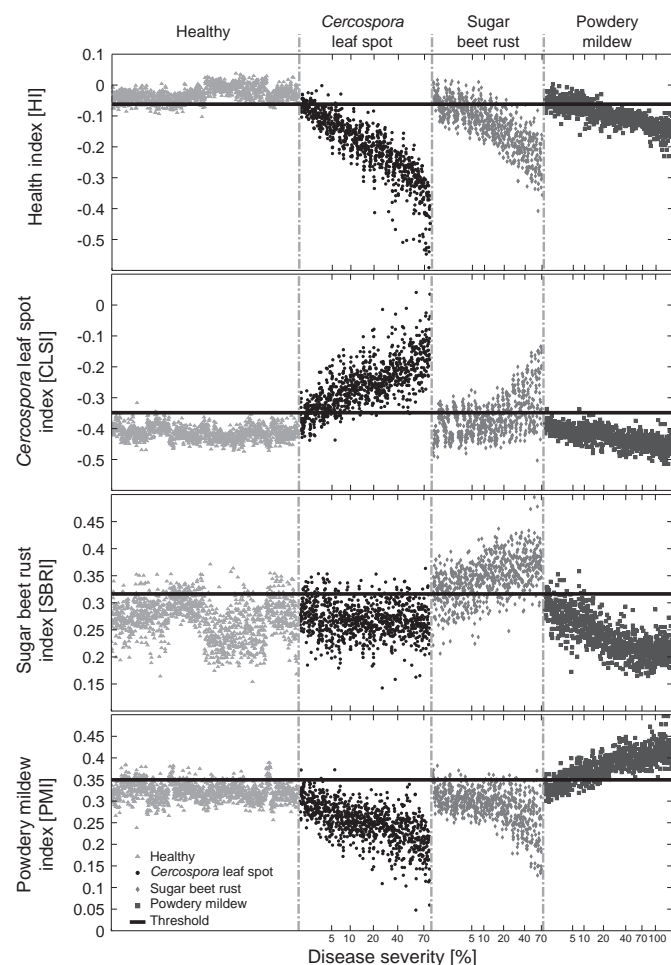 Healthy
Cercospora leaf spot
Sugar beet rust
Powdery mildew
Health index [HI]
0.1
0
-0.1
-0.1
-0.3
-0.4
-0.5
Cercospora leaf spot index [CLSI]
0
-0.1
-0.2
-0.3
-0.4
-0.5
Sugar beet rust index [SBRI]
0.45
0.4
0.35
0.3
0.25
0.2
0.15
Powdery mildew index [PMI]
0.45
0.4
0.35
0.3
0.25
0.2
0.15
0.1
0.05
0
Healthy
Cercospora leaf spot
Sugar beet rust
Powdery mildew
Threshold
5 10 20 40 70 5 10 20 40 70 5 10 20 40 70 100
Disease severity [%]